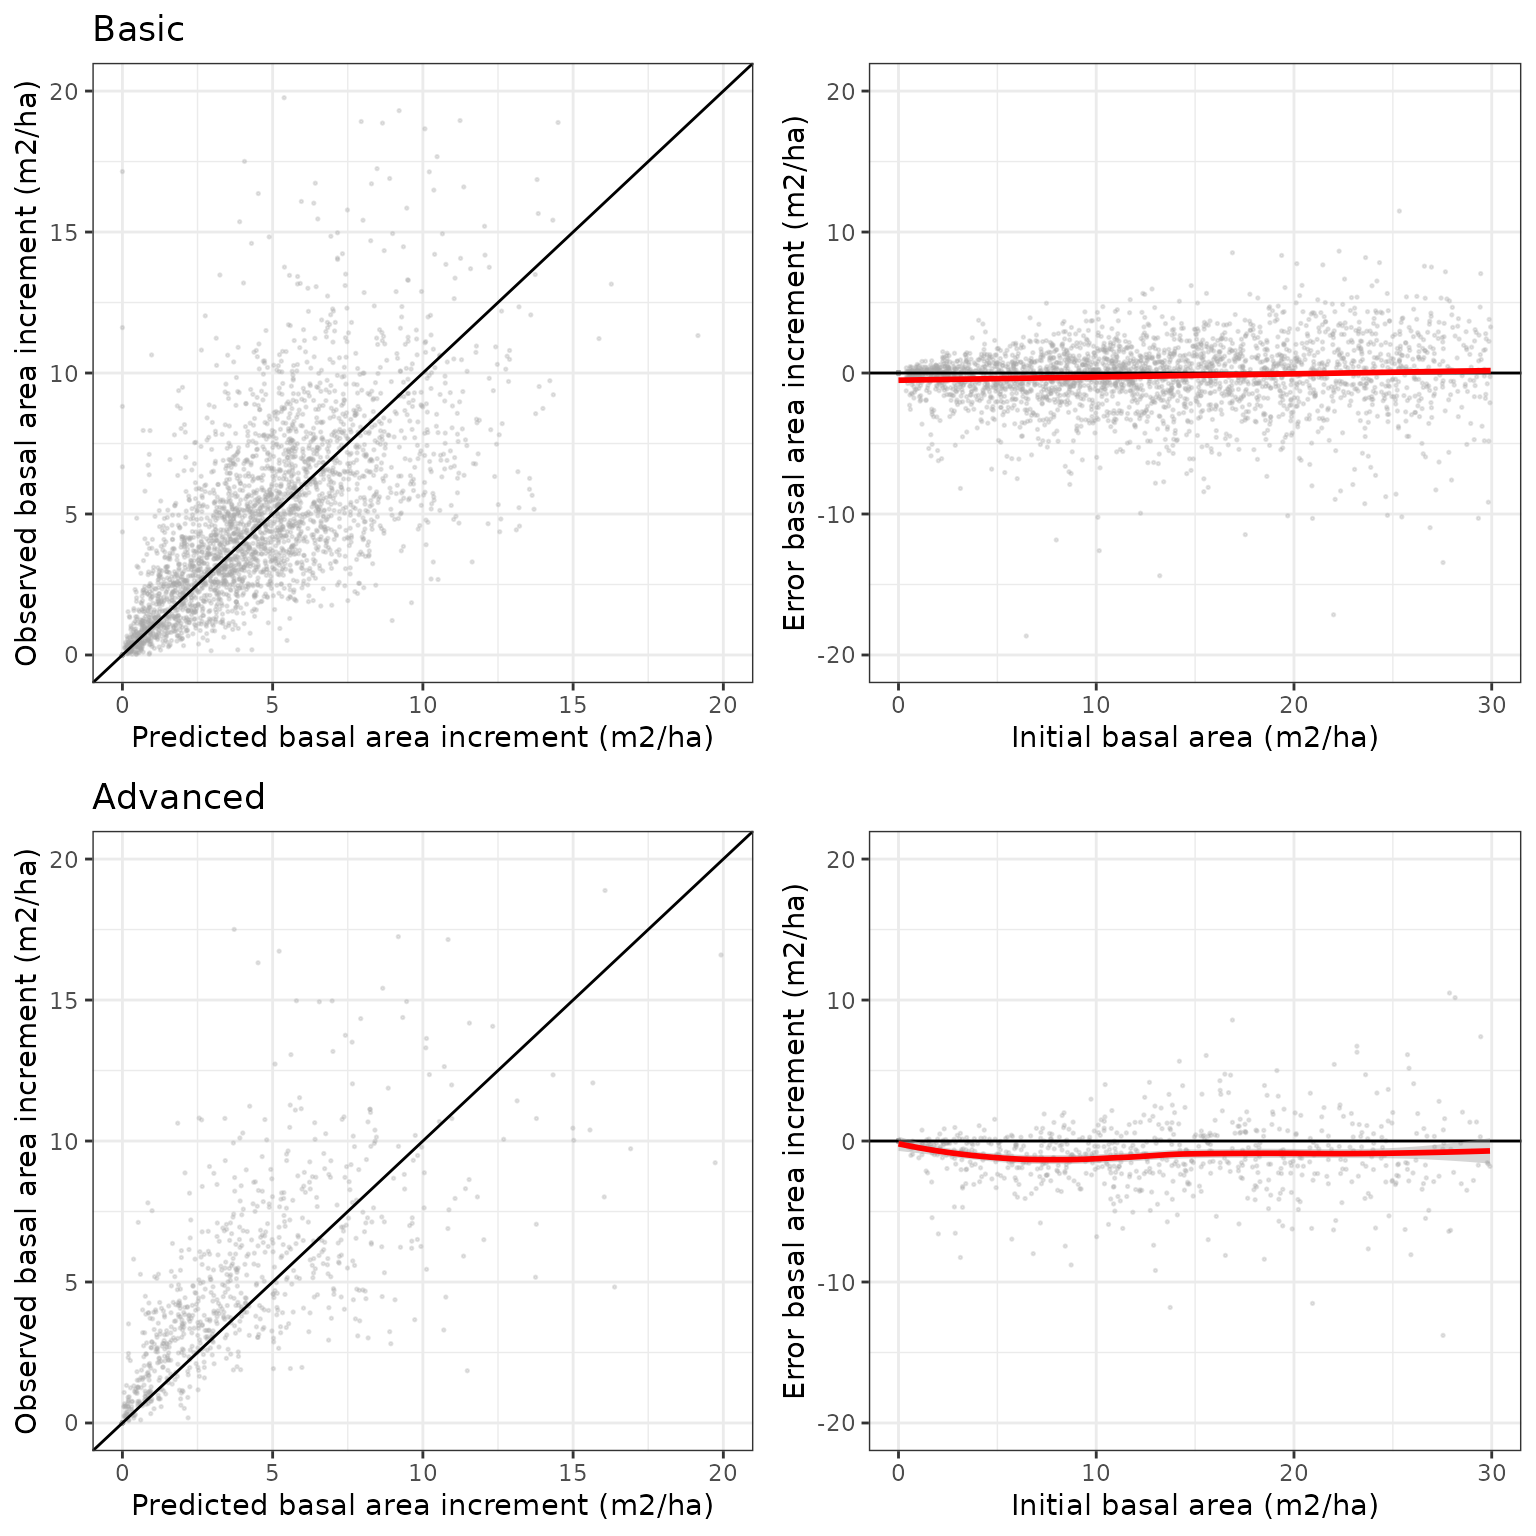 Basic
Observed basal area increment (m2/ha)
20
15
10
5
0
0 5 10 15 20
Predicted basal area increment (m2/ha)
Error basal area increment (m2/ha)
20
10
0
-10
-20
0 10 20 30
Initial basal area (m2/ha)
Advanced
Observed basal area increment (m2/ha)
20
15
10
5
0
0 5 10 15 20
Predicted basal area increment (m2/ha)
Error basal area increment (m2/ha)
20
10
0
-10
-20
0 10 20 30
Initial basal area (m2/ha)